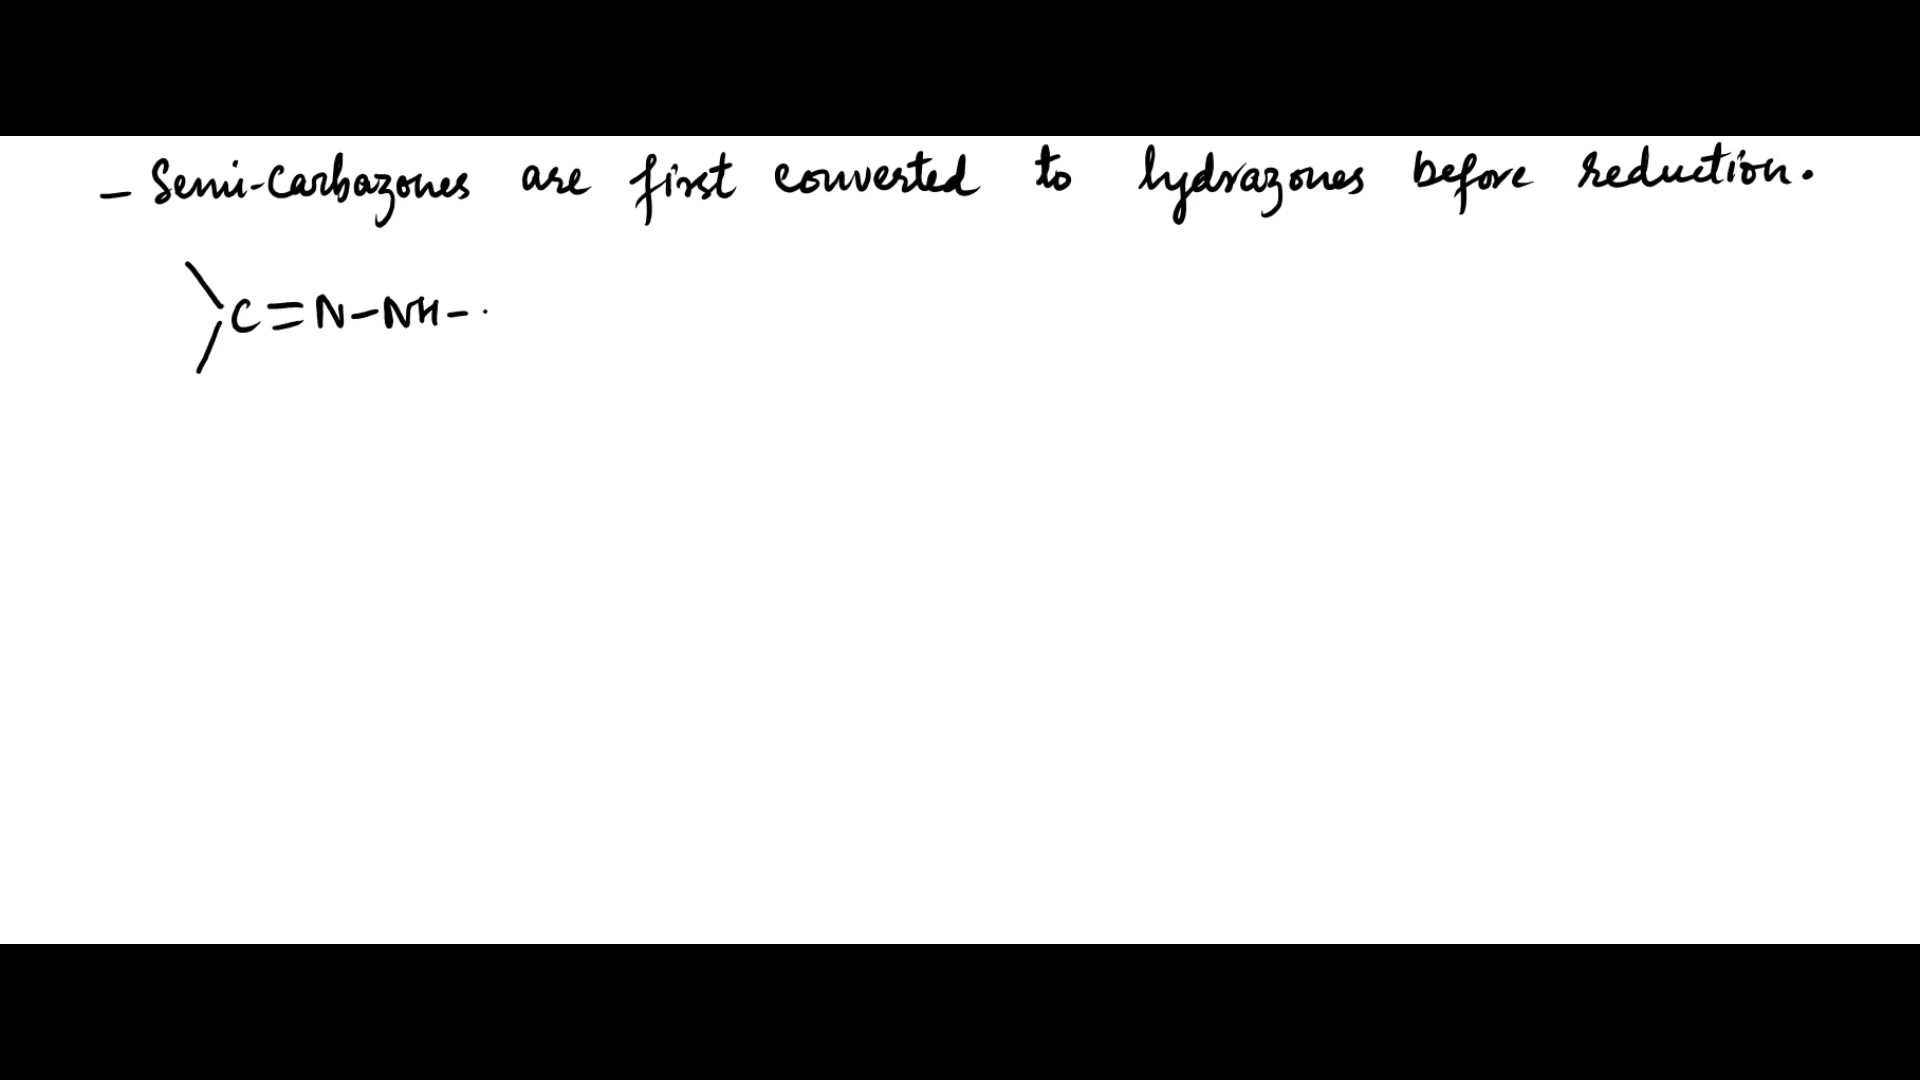 - Semi-Carbazones are first converted to hydrazones before reduction.
C=N-NH-